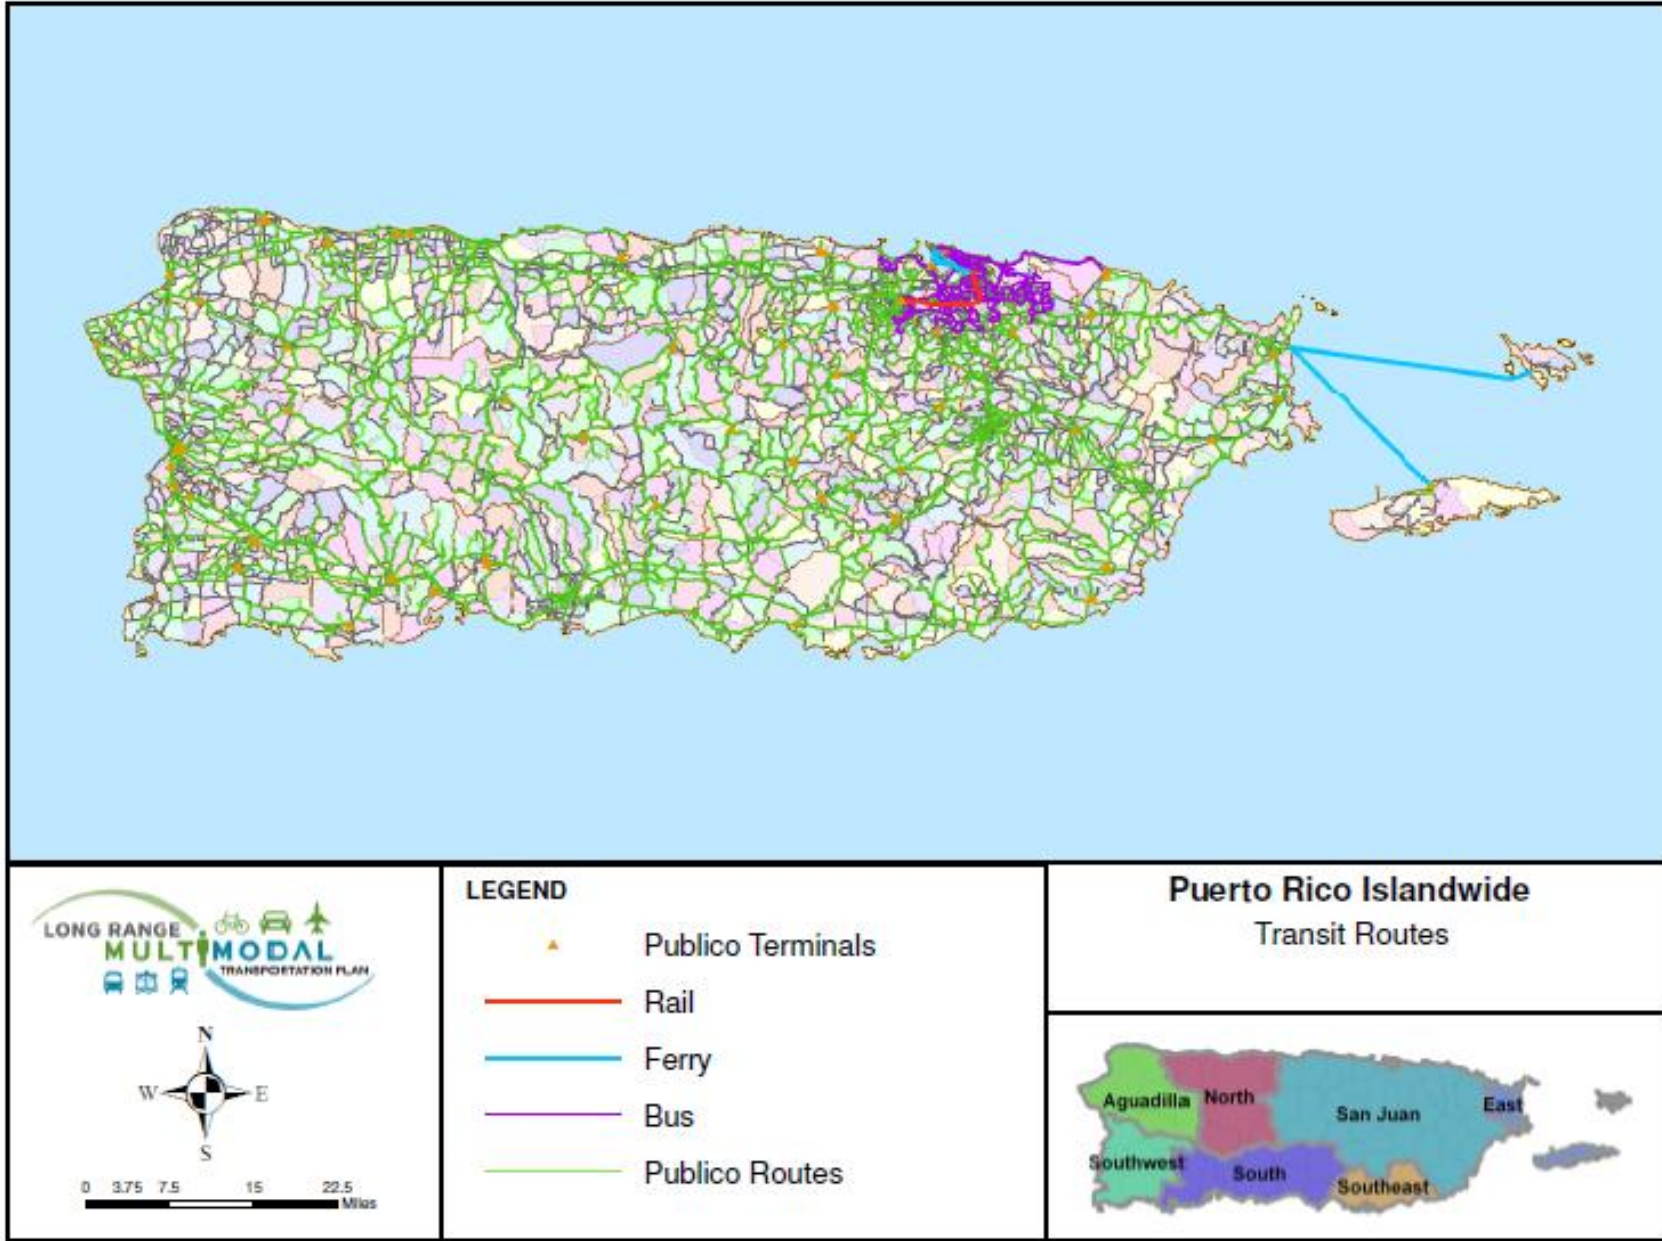 LONG RANGE
MULTIMODAL
TRANSPORTATION PLAN
N
W E
S
0 3.75 7.5 15 22.5
Miles
LEGEND
Publico Terminals
Rail
Ferry
Bus
Publico Routes
Puerto Rico Islandwide
Transit Routes
Aguadilla
North
San Juan
East
Southwest
South
Southeast